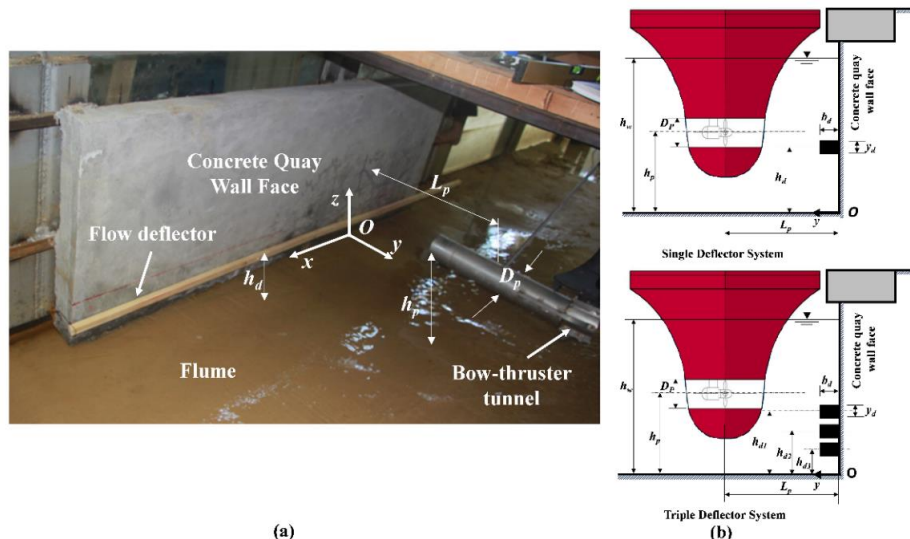 Concrete Quay
Wall Face
Flow deflector
L_p
z
O
x
y
h_d
D_p
h_p
Flume
Bow-thruster
tunnel
(a)
h_w
D_P
h_p
b_d
y_d
h_d
Concrete quay
wall face
L_p
y
O
Single Deflector System
h_w
D_P
h_p
b_d
y_d
h_d1
h_d2
h_d3
Concrete quay
wall face
L_p
y
O
Triple Deflector System
(b)